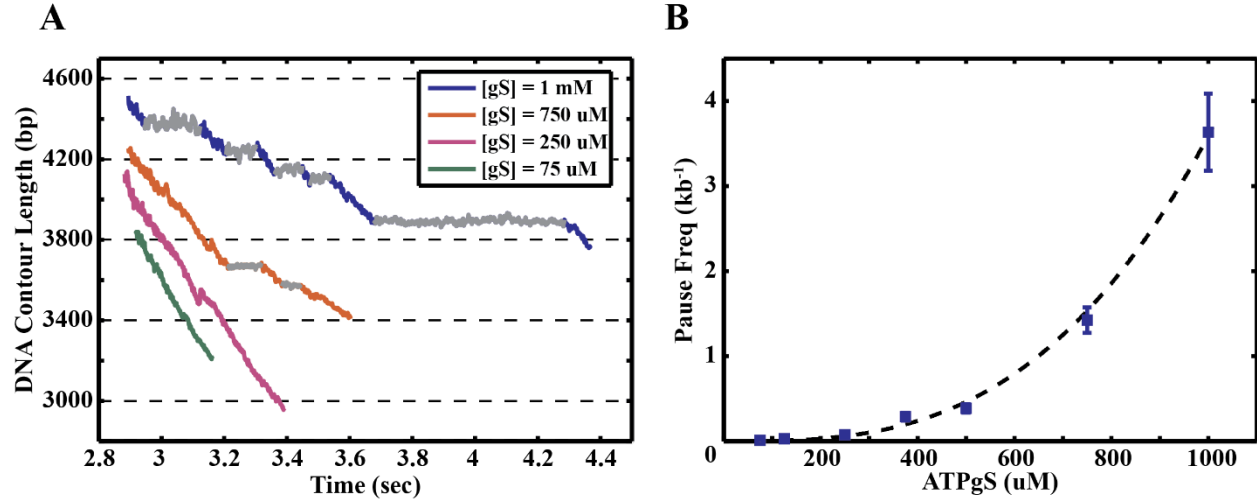 A
B
4600
4200
3800
3400
3000
DNA Contour Length (bp)
2.8 3 3.2 3.4 3.6 3.8 4 4.2 4.4
Time (sec)
[gS] = 1 mM
[gS] = 750 uM
[gS] = 250 uM
[gS] = 75 uM
4
3
2
1
0
0 200 400 600 800 1000
Pause Freq (kb⁻¹)
ATPgS (uM)